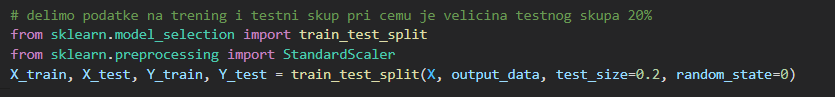 # delimo podatke na trening i testni skup pri cemu je velicina testnog skupa 20%
from sklearn.model_selection import train_test_split
from sklearn.preprocessing import StandardScaler
X_train, X_test, Y_train, Y_test = train_test_split(X, output_data, test_size=0.2, random_state=0)